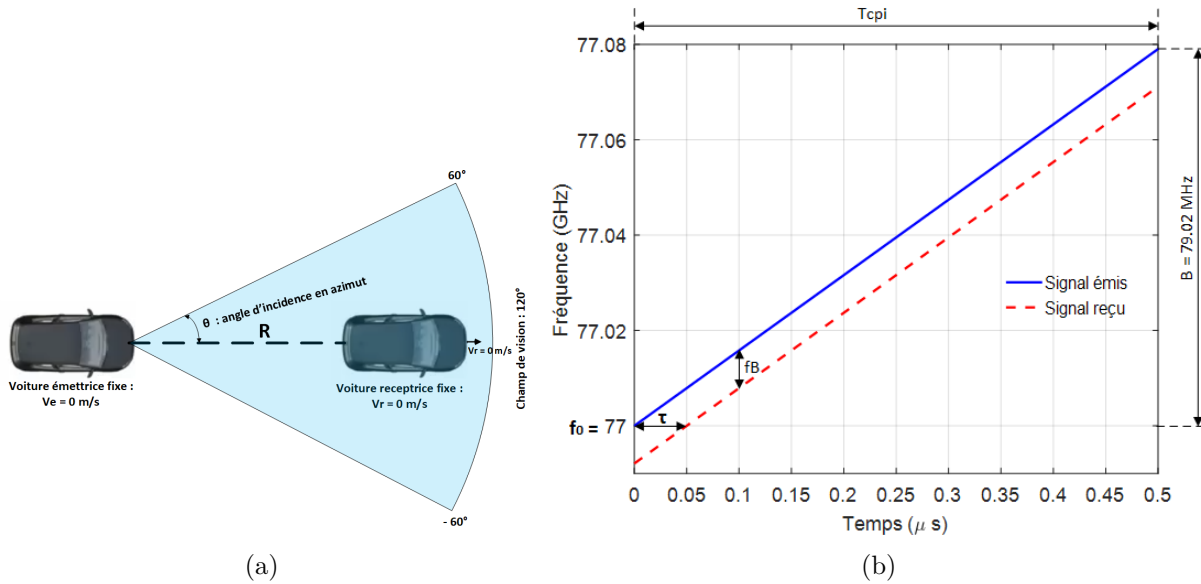 60°
θ : angle d'incidence en azimut
R
Vr = 0 m/s
Voiture émettrice fixe :
Ve = 0 m/s
Voiture receptrice fixe :
Vr = 0 m/s
Champ de vision : 120°
- 60°
(a)
Tcpi
77.08
77.06
77.04
77.02
f₀ = 77
Fréquence (GHz)
Signal émis
Signal reçu
fB
τ
B = 79.02 MHz
0 0.05 0.1 0.15 0.2 0.25 0.3 0.35 0.4 0.45 0.5
Temps (μ s)
(b)